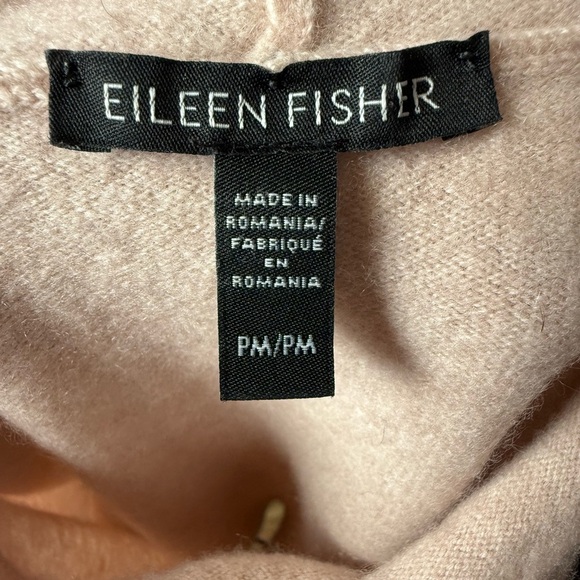 EILEEN FISHER
MADE IN
ROMANIA/
FABRIQUÉ
EN
ROMANIA
PM/PM